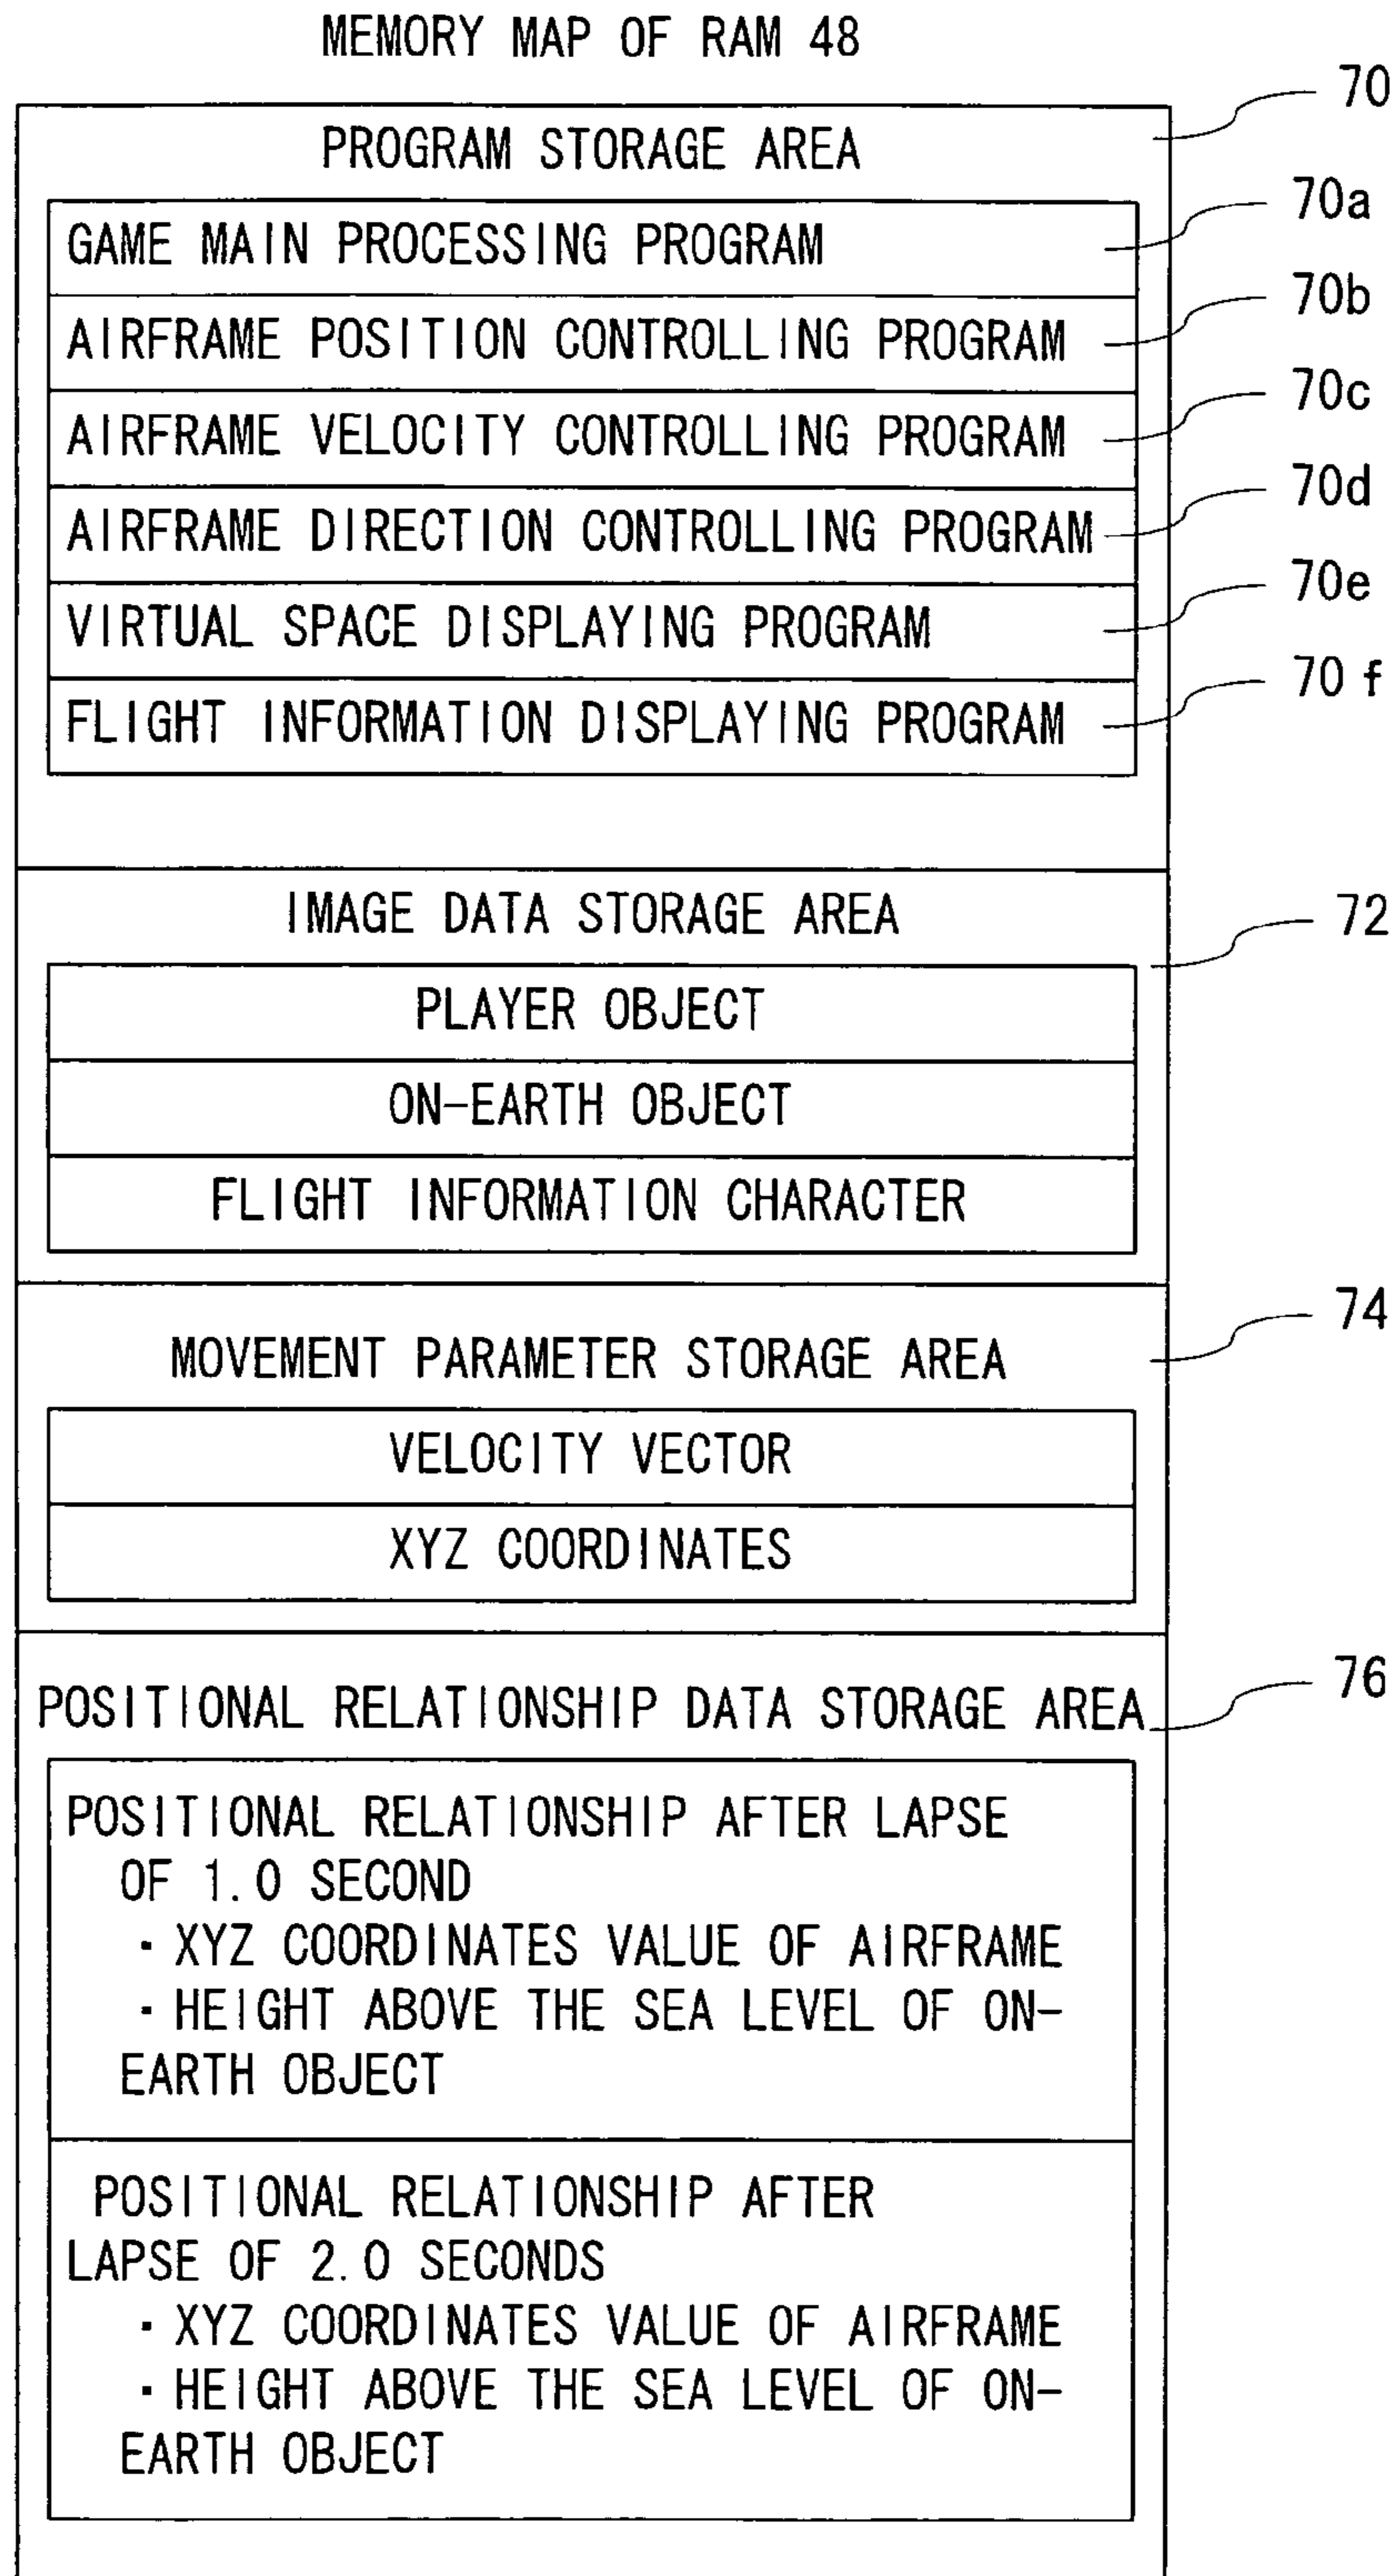 MEMORY MAP OF RAM 48
70
PROGRAM STORAGE AREA
70a
GAME MAIN PROCESSING PROGRAM
70b
AIRFRAME POSITION CONTROLLING PROGRAM
70c
AIRFRAME VELOCITY CONTROLLING PROGRAM
70d
AIRFRAME DIRECTION CONTROLLING PROGRAM
70e
VIRTUAL SPACE DISPLAYING PROGRAM
70f
FLIGHT INFORMATION DISPLAYING PROGRAM
IMAGE DATA STORAGE AREA
72
PLAYER OBJECT
ON-EARTH OBJECT
FLIGHT INFORMATION CHARACTER
74
MOVEMENT PARAMETER STORAGE AREA
VELOCITY VECTOR
XYZ COORDINATES
76
POSITIONAL RELATIONSHIP DATA STORAGE AREA
POSITIONAL RELATIONSHIP AFTER LAPSE
OF 1.0 SECOND
・XYZ COORDINATES VALUE OF AIRFRAME
・HEIGHT ABOVE THE SEA LEVEL OF ON-
EARTH OBJECT
POSITIONAL RELATIONSHIP AFTER
LAPSE OF 2.0 SECONDS
・XYZ COORDINATES VALUE OF AIRFRAME
・HEIGHT ABOVE THE SEA LEVEL OF ON-
EARTH OBJECT